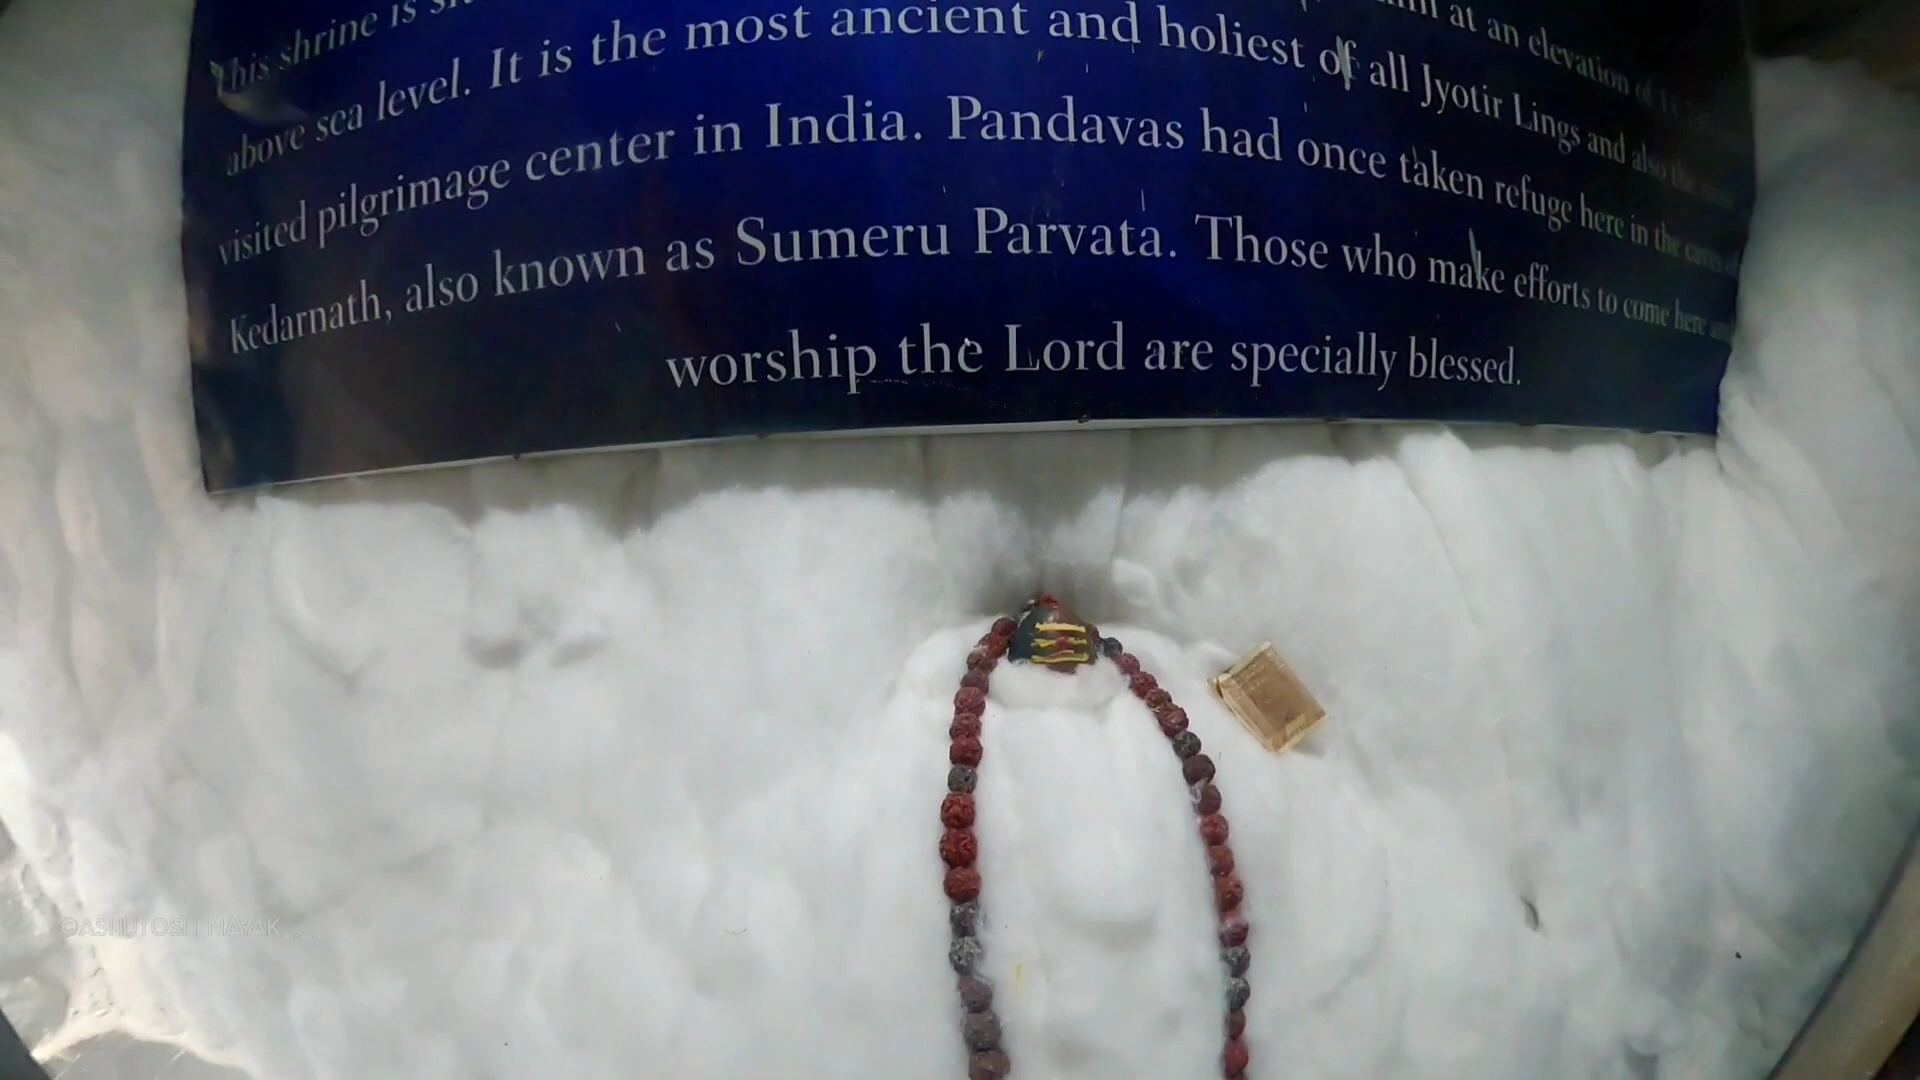 This shrine is
at an elevation of
above sea level. It is the most ancient and holiest of all Jyotir Lings and also the
visited pilgrimage center in India. Pandavas had once taken refuge here in the
Kedarnath, also known as Sumeru Parvata. Those who make efforts to come here
worship the Lord are specially blessed.
©ASHUTOSH NAYAK